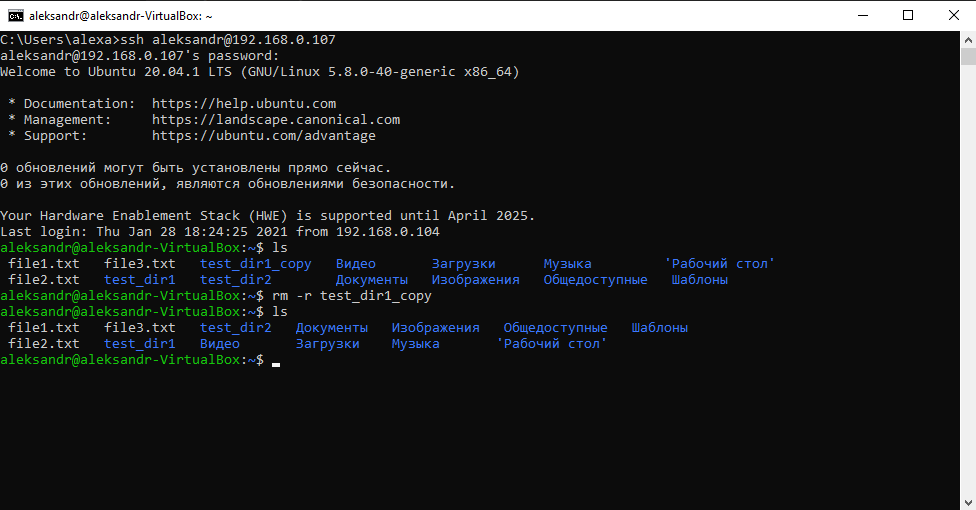 aleksandr@aleksandr-VirtualBox: ~
C:\Users\alexa>ssh aleksandr@192.168.0.107
aleksandr@192.168.0.107's password:
Welcome to Ubuntu 20.04.1 LTS (GNU/Linux 5.8.0-40-generic x86_64)
* Documentation:  https://help.ubuntu.com
* Management:     https://landscape.canonical.com
* Support:        https://ubuntu.com/advantage
0 обновлений могут быть установлены прямо сейчас.
0 из этих обновлений, являются обновлениями безопасности.
Your Hardware Enablement Stack (HWE) is supported until April 2025.
Last login: Thu Jan 28 18:24:25 2021 from 192.168.0.104
aleksandr@aleksandr-VirtualBox:~$ ls
file1.txt   file3.txt   test_dir1_copy   Видео       Загрузки      Музыка         'Рабочий стол'
file2.txt   test_dir1   test_dir2        Документы   Изображения   Общедоступные   Шаблоны
aleksandr@aleksandr-VirtualBox:~$ rm -r test_dir1_copy
aleksandr@aleksandr-VirtualBox:~$ ls
file1.txt   file3.txt   test_dir2   Документы   Изображения   Общедоступные   Шаблоны
file2.txt   test_dir1   Видео       Загрузки    Музыка       'Рабочий стол'
aleksandr@aleksandr-VirtualBox:~$